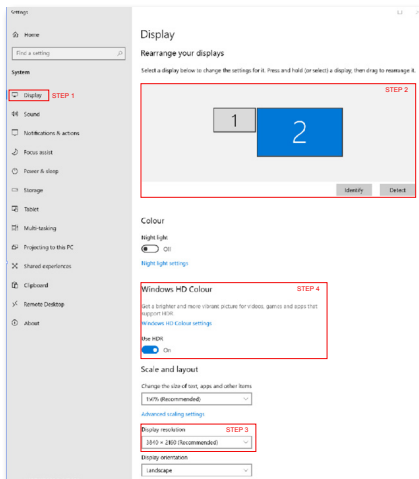 Settings
Home
Find a setting
System
Display
STEP 1
Sound
Notifications & actions
Focus assist
Power & sleep
Storage
Tablet
Multi-tasking
Projecting to this PC
Shared experiences
Clipboard
Remote Desktop
About
Display
Rearrange your displays
Select a display below to change the settings for it. Press and hold (or select) a display, then drag to rearrange it.
STEP 2
1
2
Identify
Detect
Colour
Night light
Off
Night light settings
Windows HD Colour
STEP 4
Get a brighter and more vibrant picture for videos, games and apps that
support HDR.
Windows HD Colour settings
Use HDR
On
Scale and layout
Change the size of text, apps and other items
150% (Recommended)
Advanced scaling settings
Display resolution
STEP 3
3840 × 2160 (Recommended)
Display orientation
Landscape